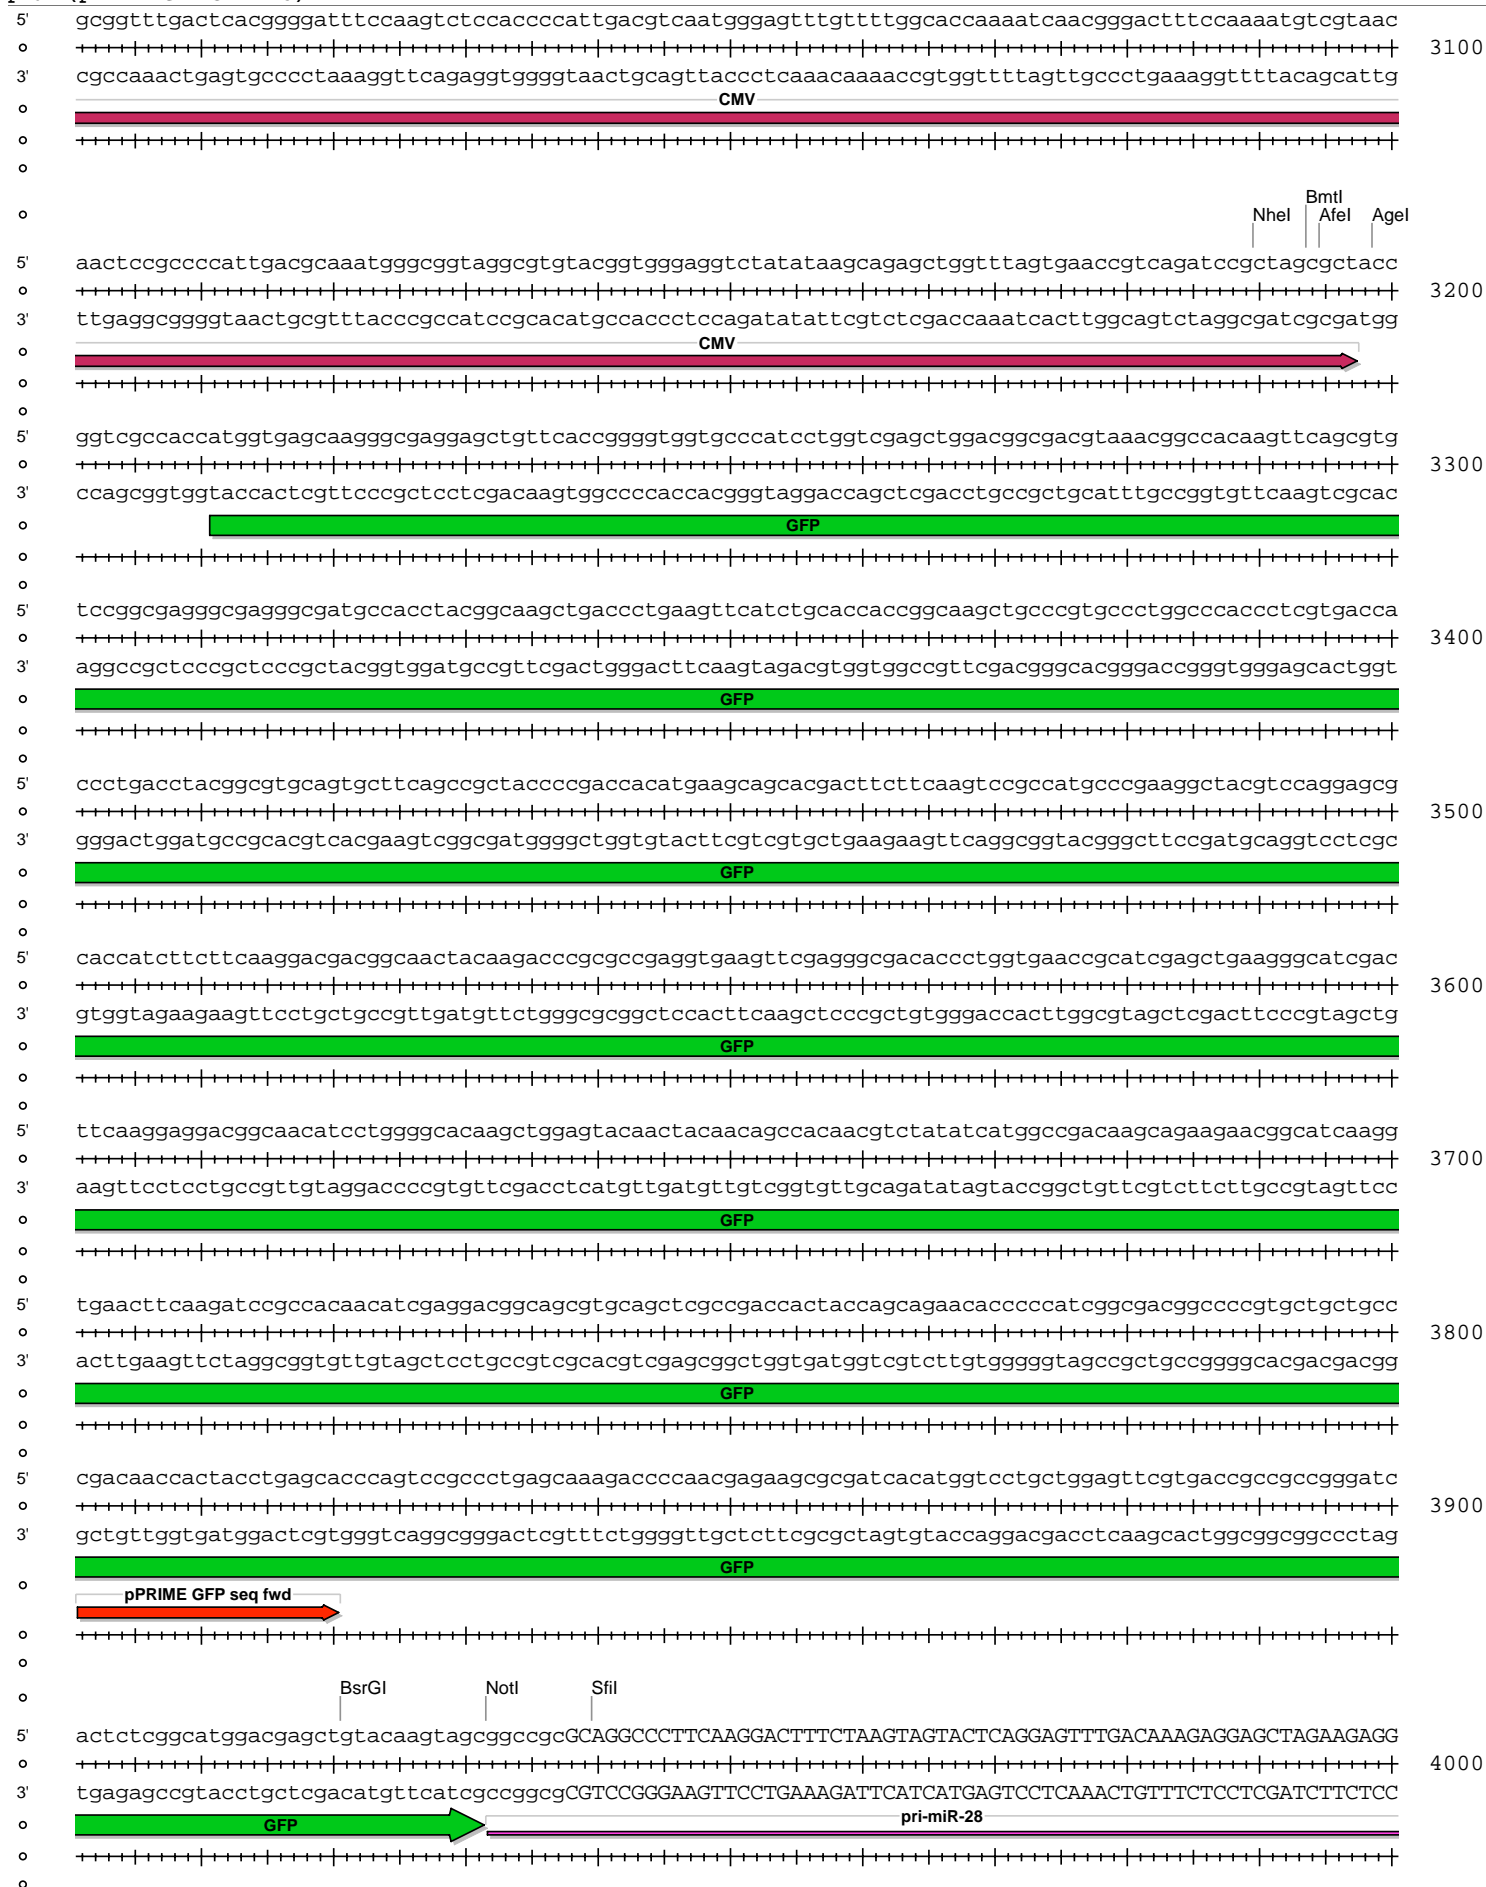 5' gcggtttgactcacggggatttccaagtctccaccccattgacgtcaatgggagtttgttttggcaccaaaatcaacgggactttccaaaatgtcgtaac
3100
3' cgccaaactgagtgcccctaaaggttcagaggtggggtaactgcagttaccctcaaacaaaaccgtggttttagttgccctgaaaggttttacagcattg
CMV
BmtI
NheI AfeI AgeI
5' aactccgccccattgacgcaaatgggcggtaggcgtgtacggtgggaggtctatataagcagagctggtttagtgaaccgtcagatccgctagcgctacc
3200
3' ttgaggcggggtaactgcgtttacccgccatccgcacatgccaccctccagatatattcgtctcgaccaaatcacttggcagtctaggcgatcgcgatgg
CMV
5' ggtcgccaccatggtgagcaagggcgaggagctgttcaccggggtggtgcccatcctggtcgagctggacggcgacgtaaacggccacaagttcagcgtg
3300
3' ccagcggtggtaccactcgttcccgctcctcgacaagtggccccaccacgggtaggaccagctcgacctgccgctgcatttgccggtgttcaagtcgcac
GFP
5' tccggcgagggcgagggcgatgccacctacggcaagctgaccctgaagttcatctgcaccaccggcaagctgcccgtgccctggcccaccctcgtgacca
3400
3' aggccgctcccgctcccgctacggtggatgccgttcgactgggacttcaagtagacgtggtggccgttcgacgggcacgggaccgggtgggagcactggt
GFP
5' ccctgacctacggcgtgcagtgcttcagccgctaccccgaccacatgaagcagcacgacttcttcaagtccgccatgcccgaaggctacgtccaggagcg
3500
3' gggactggatgccgcacgtcacgaagtcggcgatggggctggtgtacttcgtcgtgctgaagaagttcaggcggtacgggcttccgatgcaggtcctcgc
GFP
5' caccatcttcttcaaggacgacggcaactacaagacccgcgccgaggtgaagttcgagggcgacaccctggtgaaccgcatcgagctgaagggcatcgac
3600
3' gtggtagaagaagttcctgctgccgttgatgttctgggcgcggctccacttcaagctcccgctgtgggaccacttggcgtagctcgacttcccgtagctg
GFP
5' ttcaaggaggacggcaacatcctggggcacaagctggagtacaactacaacagccacaacgtctatatcatggccgacaagcagaagaacggcatcaagg
3700
3' aagttcctcctgccgttgtaggaccccgtgttcgacctcatgttgatgttgtcggtgttgcagatatagtaccggctgttcgtcttcttgccgtagttcc
GFP
5' tgaacttcaagatccgccacaacatcgaggacggcagcgtgcagctcgccgaccactaccagcagaacacccccatcggcgacggccccgtgctgctgcc
3800
3' acttgaagttctaggcggtgttgtagctcctgccgtcgcacgtcgagcggctggtgatggtcgtcttgtgggggtagccgctgccggggcacgacgacgg
GFP
5' cgacaaccactacctgagcacccagtccgccctgagcaaagaccccaacgagaagcgcgatcacatggtcctgctggagttcgtgaccgccgccgggatc
3900
3' gctgttggtgatggactcgtgggtcaggcgggactcgtttctggggttgctcttcgcgctagtgtaccaggacgacctcaagcactggcggcggccctag
GFP
pPRIME GFP seq fwd
BsrGI NotI SfiI
5' actctcggcatggacgagctgtacaagtagcggccgcGCAGGCCCTTCAAGGACTTTCTAAGTAGTACTCAGGAGTTTGACAAAGAGGAGCTAGAAGAGG
4000
3' tgagagccgtacctgctcgacatgttcatcgccggcgCGTCCGGGAAGTTCCTGAAAGATTCATCATGAGTCCTCAAACTGTTTCTCCTCGATCTTCTCC
GFP pri-miR-28